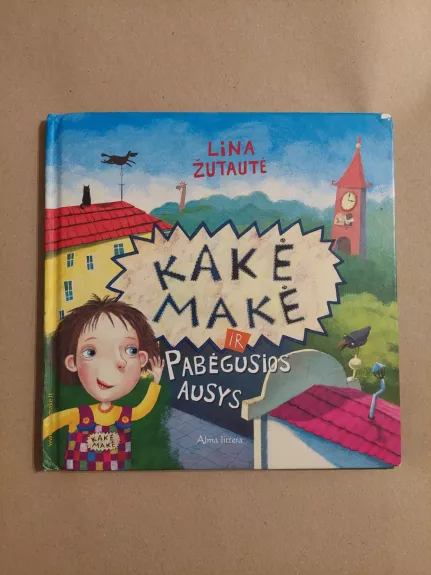 LINA
ŽUTAUTĖ
KAKĖ
MAKĖ
IR
PABĖGUSIOS
AUSYS
Alma littera
KAKĖ
MAKĖ